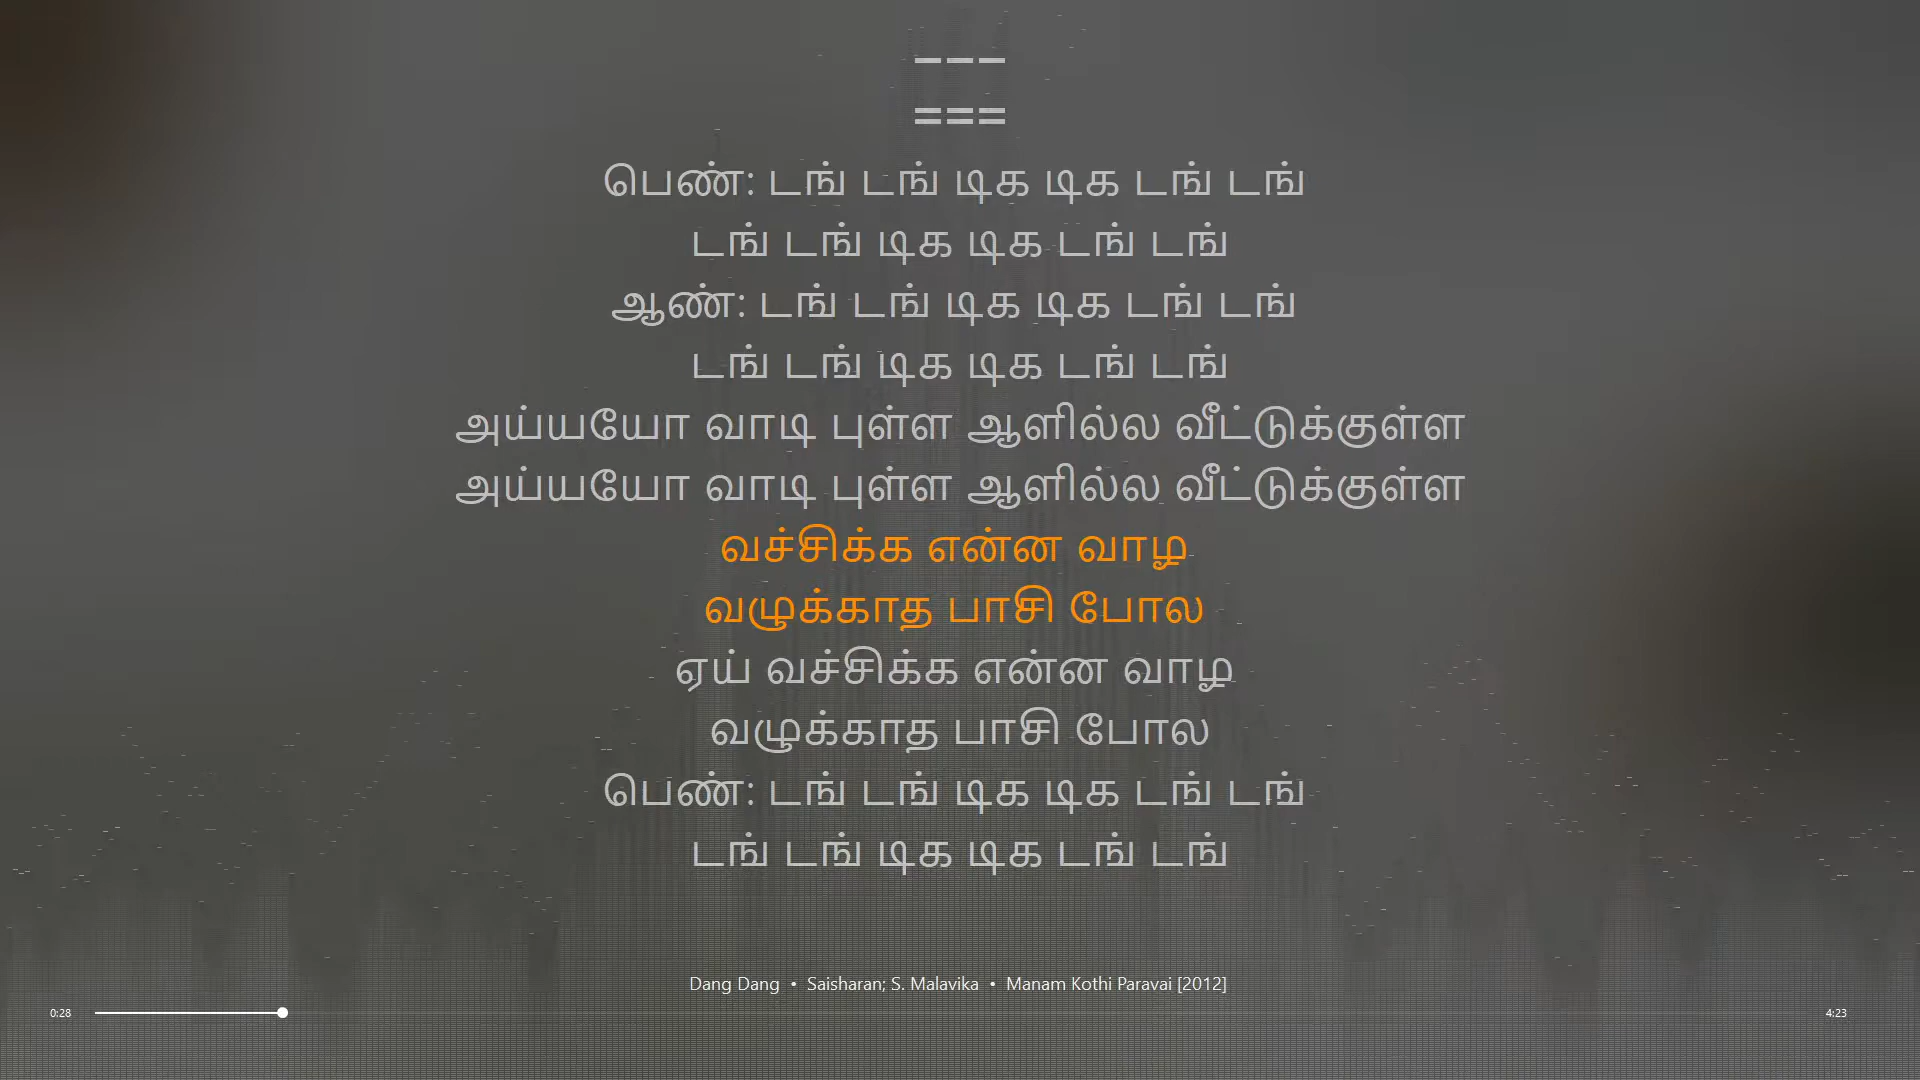 ---
===
பெண்: டங் டங் டிக டிக டங் டங்
டங் டங் டிக டிக டங் டங்
ஆண்: டங் டங் டிக டிக டங் டங்
டங் டங் டிக டிக டங் டங்
அய்யயோ வாடி புள்ள ஆளில்ல வீட்டுக்குள்ள
அய்யயோ வாடி புள்ள ஆளில்ல வீட்டுக்குள்ள
வச்சிக்க என்ன வாழ
வழுக்காத பாசி போல
ஏய் வச்சிக்க என்ன வாழ
வழுக்காத பாசி போல
பெண்: டங் டங் டிக டிக டங் டங்
டங் டங் டிக டிக டங் டங்
Dang Dang • Saisharan; S. Malavika • Manam Kothi Paravai [2012]
0:28 4:23